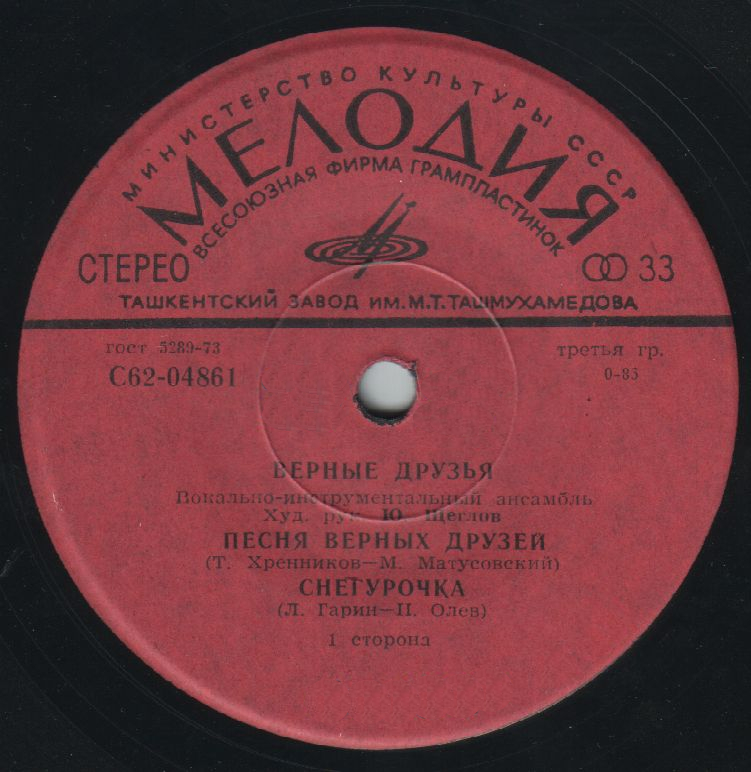 МИНИСТЕРСТВО КУЛЬТУРЫ СССР
МЕЛОДИЯ
ВСЕСОЮЗНАЯ ФИРМА ГРАМПЛАСТИНОК
СТЕРЕО
33
ТАШКЕНТСКИЙ ЗАВОД ИМ. М.Т.ТАШМУХАМЕДОВА
гост 5289-73
третья гр.
С62-04861
0-85
ВЕРНЫЕ ДРУЗЬЯ
Вокально-инструментальный ансамбль
Худ. рук Ю. Щеглов
ПЕСНЯ ВЕРНЫХ ДРУЗЕЙ
(Т. Хренников—М. Матусовский)
СНЕГУРОЧКА
(Л. Гарин—Н. Олев)
1 сторона